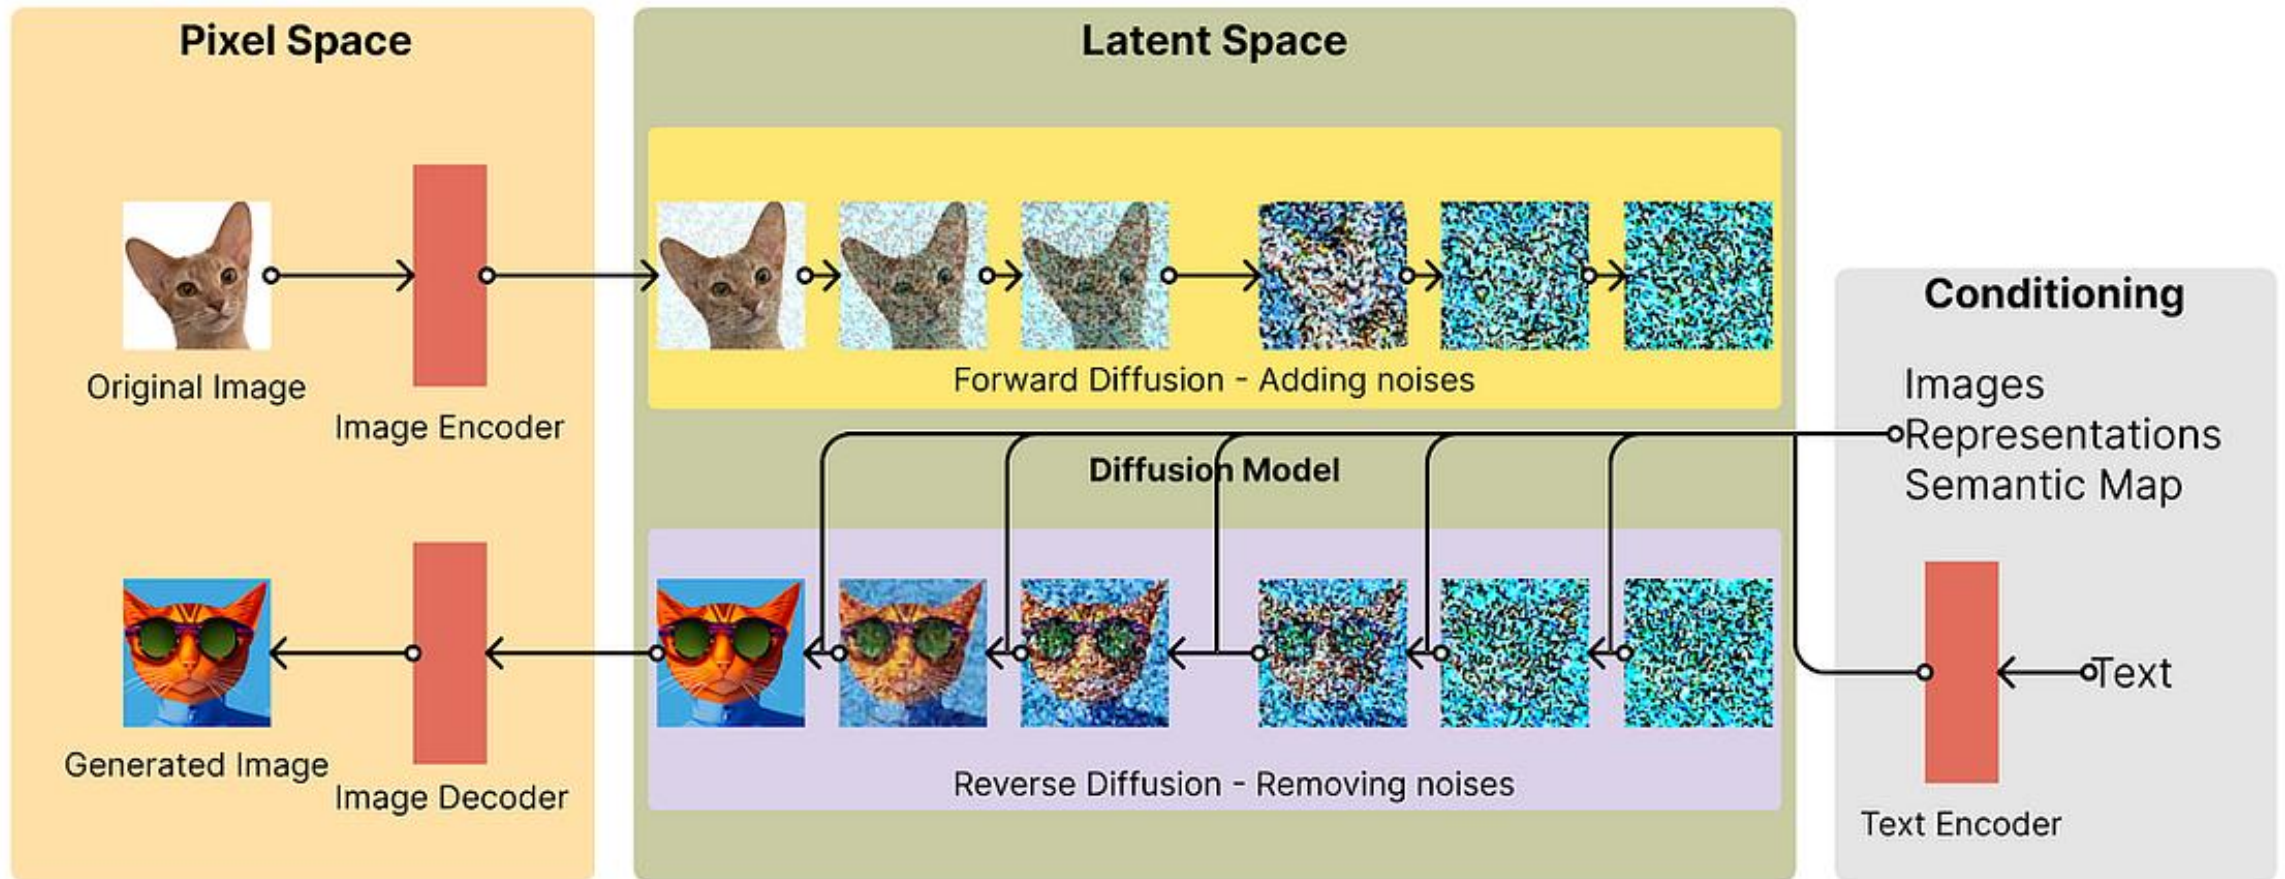 Pixel Space
Latent Space
Original Image
Image Encoder
Forward Diffusion - Adding noises
Conditioning
Images
Representations
Semantic Map
Diffusion Model
Generated Image
Image Decoder
Reverse Diffusion - Removing noises
Text
Text Encoder